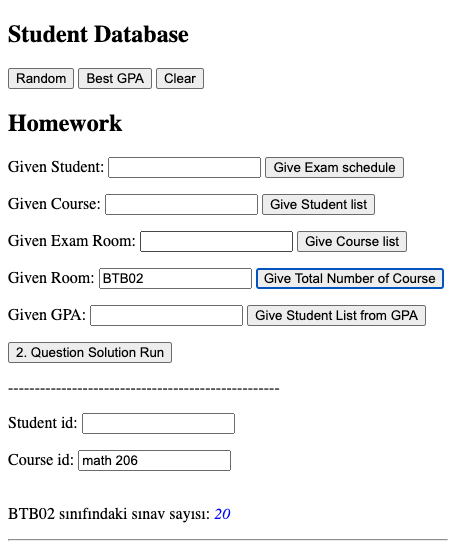 Student Database
Random Best GPA Clear
Homework
Given Student: Give Exam schedule
Given Course: Give Student list
Given Exam Room: Give Course list
Given Room: BTB02 Give Total Number of Course
Given GPA: Give Student List from GPA
2. Question Solution Run
---------------------------------------------------
Student id:
Course id: math 206
BTB02 sınıfındaki sınav sayısı: 20